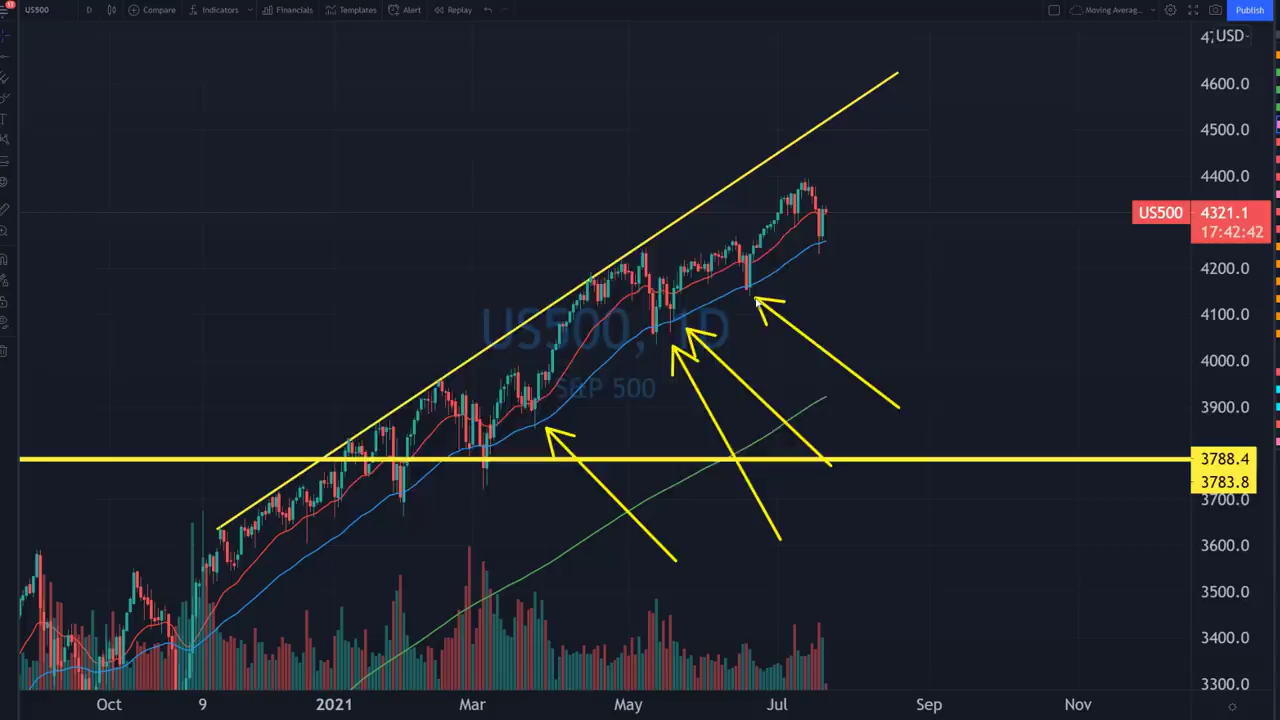 US500 D Compare Indicators Financials Templates Alert Replay Moving Averag... Publish
USD
4600.0
4500.0
4400.0
US500 4321.1
17:42:42
4200.0
4100.0
4000.0
3900.0
3788.4
3783.8
3700.0
3600.0
3500.0
3400.0
3300.0
US500, 1D
S&P 500
Oct 9 2021 Mar May Jul Sep Nov